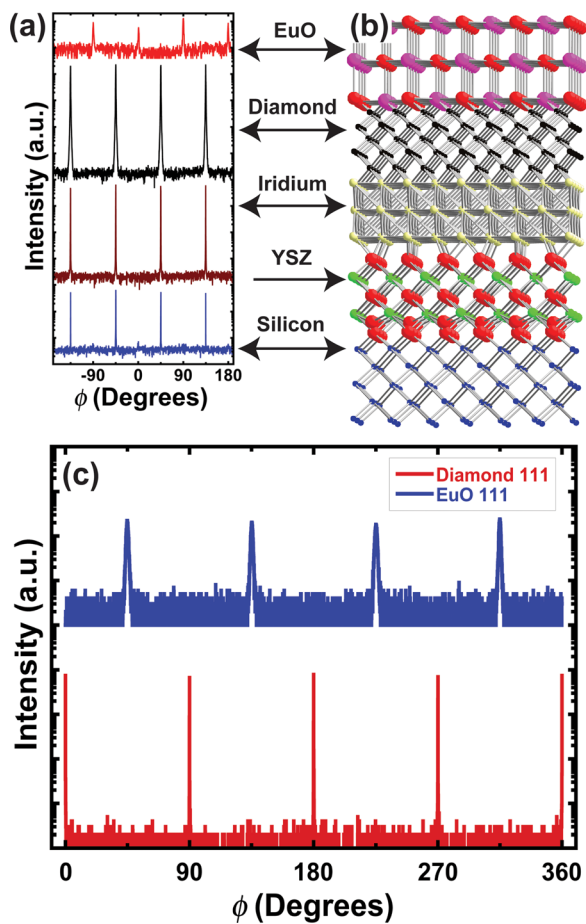 (a)
(b)
EuO
Diamond
Iridium
YSZ
Silicon
Intensity (a.u.)
-90 0 90 180
ϕ (Degrees)
(c)
Diamond 111
EuO 111
Intensity (a.u.)
0 90 180 270 360
ϕ (Degrees)